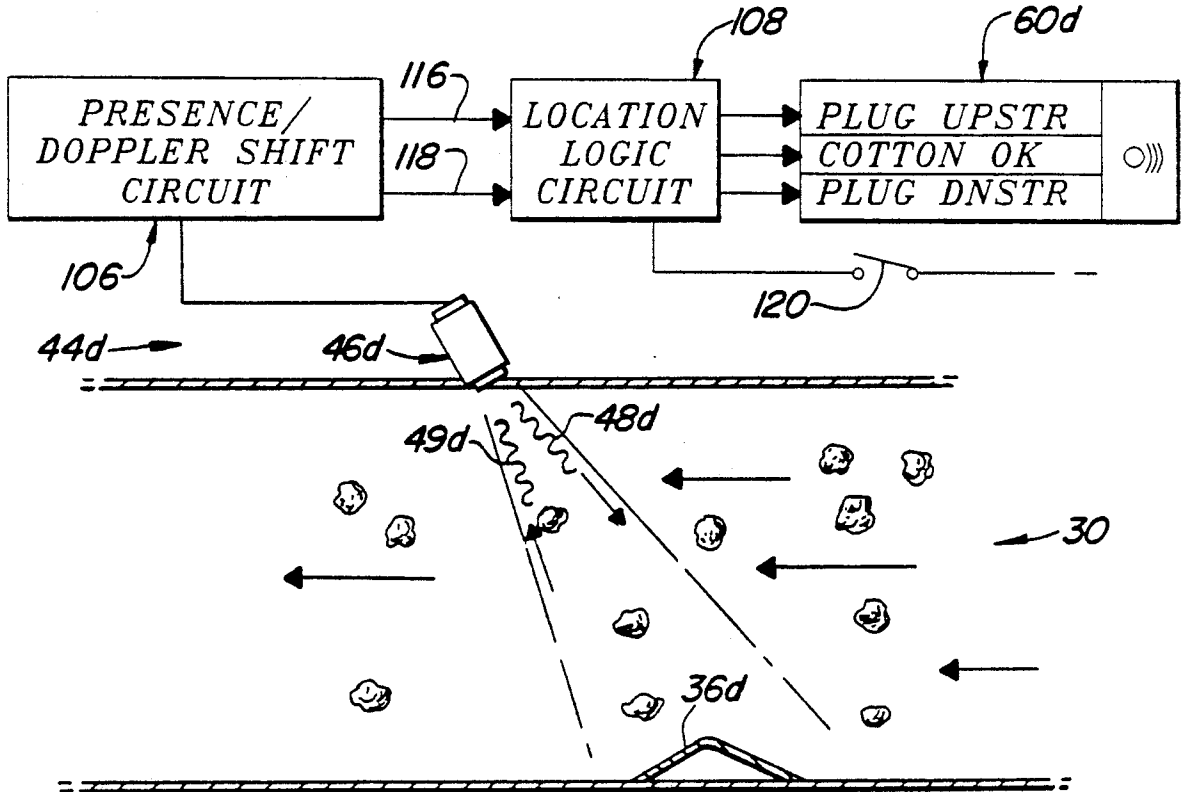 108
60d
116
PRESENCE/
DOPPLER SHIFT
CIRCUIT
118
LOCATION
LOGIC
CIRCUIT
PLUG UPSTR
COTTON OK
PLUG DNSTR
106
120
44d
46d
48d
49d
30
36d